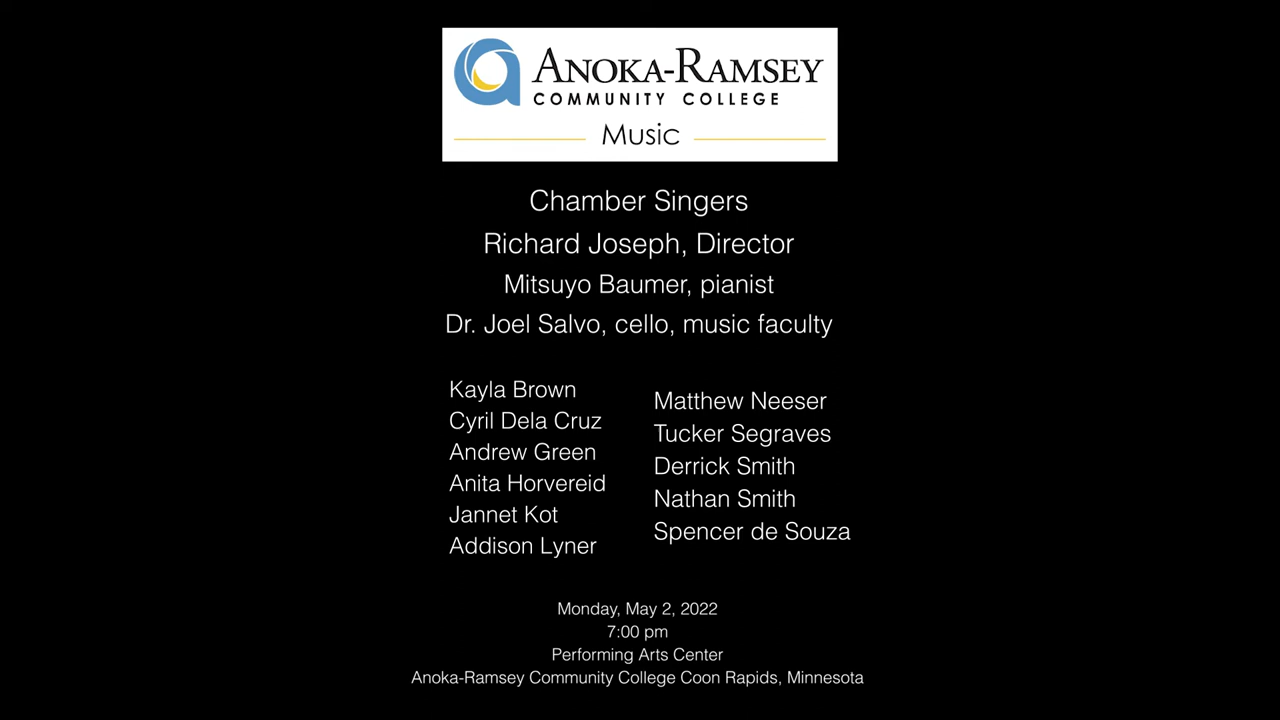 ANOKA-RAMSEY
COMMUNITY COLLEGE
Music
Chamber Singers
Richard Joseph, Director
Mitsuyo Baumer, pianist
Dr. Joel Salvo, cello, music faculty
Kayla Brown
Cyril Dela Cruz
Andrew Green
Anita Horvereid
Jannet Kot
Addison Lyner
Matthew Neeser
Tucker Segraves
Derrick Smith
Nathan Smith
Spencer de Souza
Monday, May 2, 2022
7:00 pm
Performing Arts Center
Anoka-Ramsey Community College Coon Rapids, Minnesota